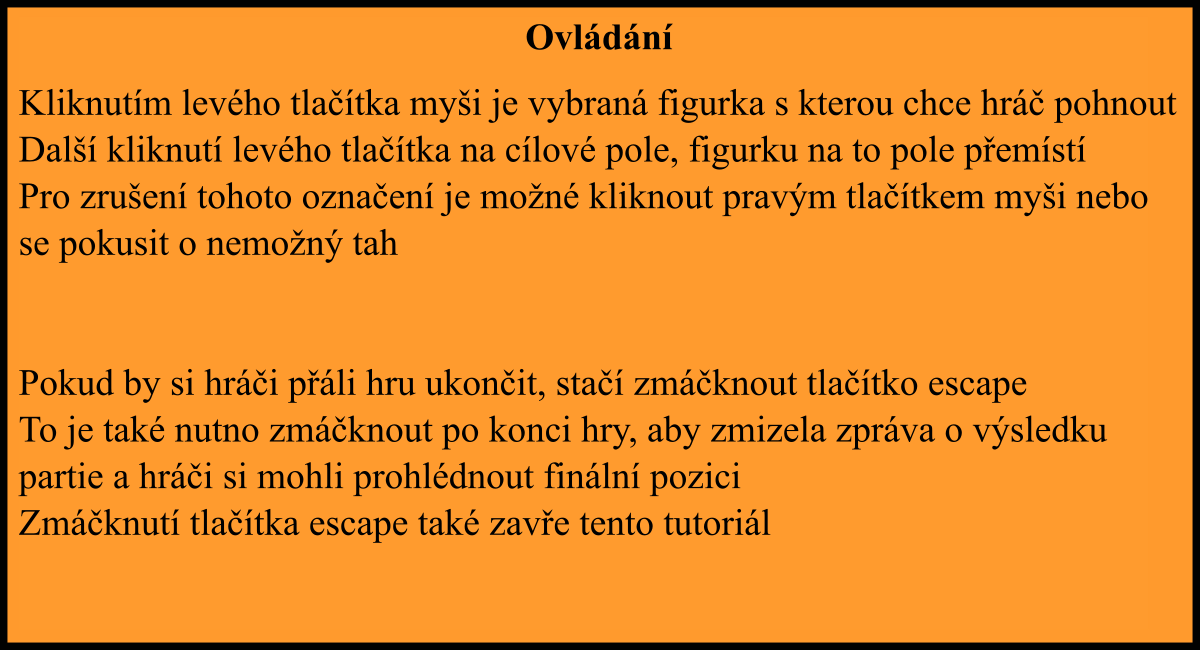 Ovládání
Kliknutím levého tlačítka myši je vybraná figurka s kterou chce hráč pohnout
Další kliknutí levého tlačítka na cílové pole, figurku na to pole přemístí
Pro zrušení tohoto označení je možné kliknout pravým tlačítkem myši nebo
se pokusit o nemožný tah
Pokud by si hráči přáli hru ukončit, stačí zmáčknout tlačítko escape
To je také nutno zmáčknout po konci hry, aby zmizela zpráva o výsledku
partie a hráči si mohli prohlédnout finální pozici
Zmáčknutí tlačítka escape také zavře tento tutoriál